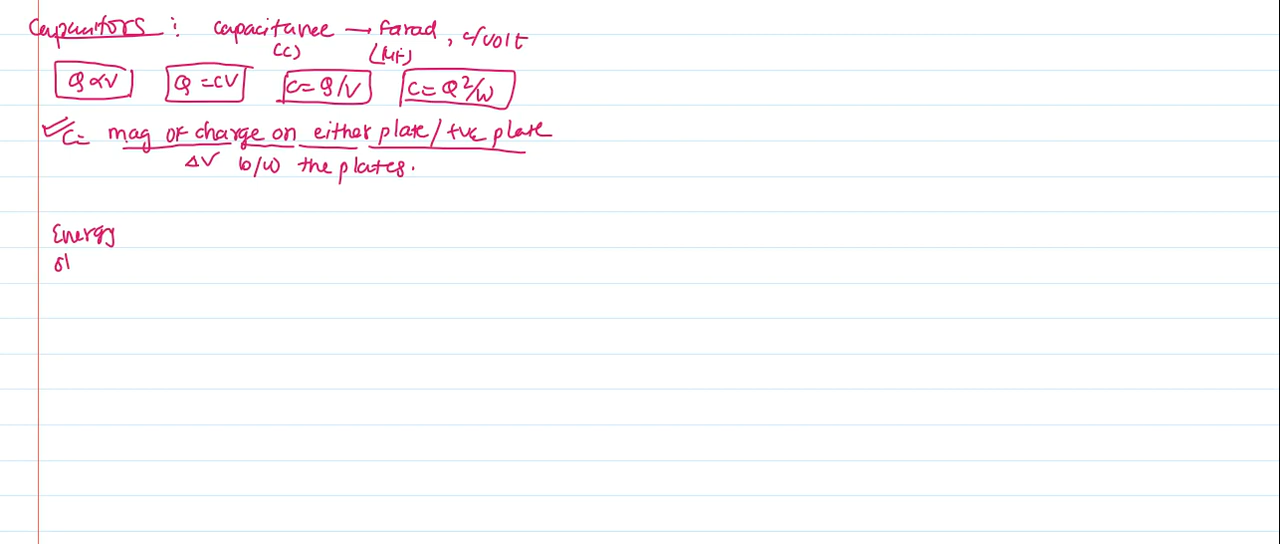 Capacitors : Capacitance → Farad, C/volt
(C) (μF)
Q ∝ V Q = CV C = Q/V C = Q²/W
C = mag of charge on either plate / +ve plate
ΔV b/w the plates.
Energy